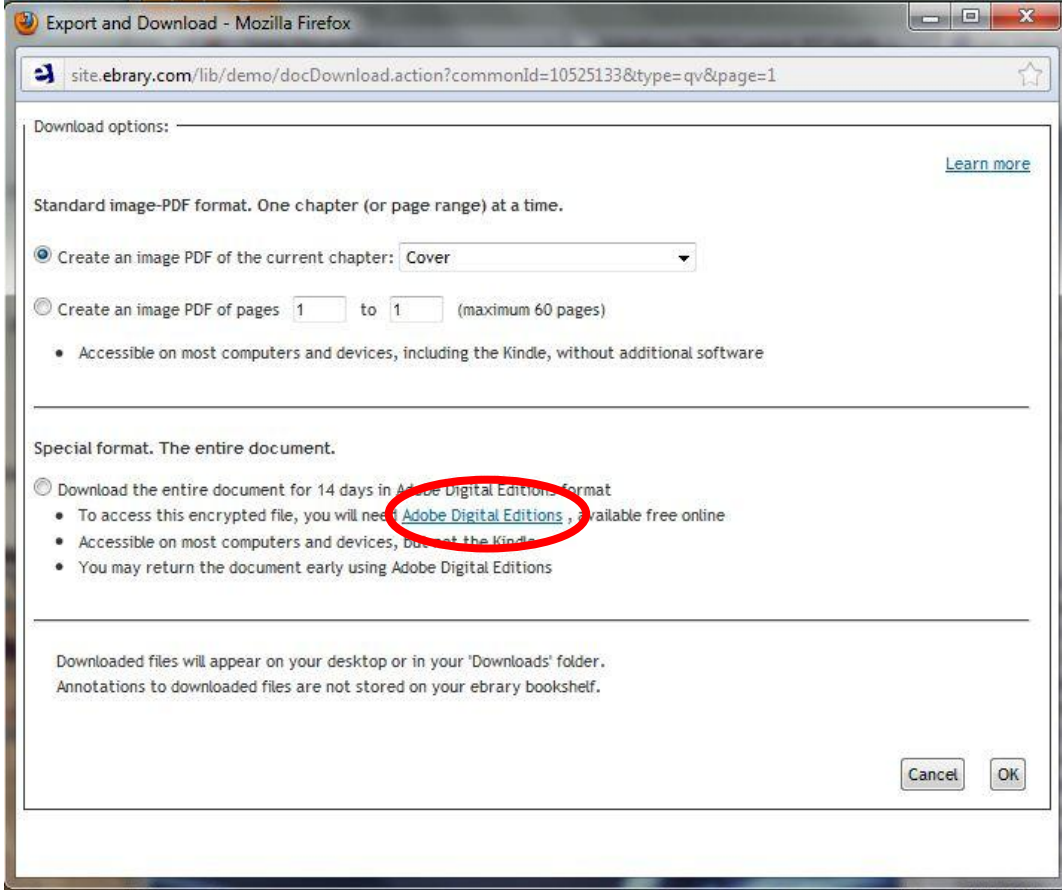 Export and Download - Mozilla Firefox
site.ebrary.com/lib/demo/docDownload.action?commonId=10525133&type=qv&page=1
Download options:
Learn more
Standard image-PDF format. One chapter (or page range) at a time.
Create an image PDF of the current chapter: Cover
Create an image PDF of pages 1 to 1 (maximum 60 pages)
• Accessible on most computers and devices, including the Kindle, without additional software
Special format. The entire document.
Download the entire document for 14 days in Adobe Digital Editions format
• To access this encrypted file, you will need Adobe Digital Editions , available free online
• Accessible on most computers and devices, but not the Kindle
• You may return the document early using Adobe Digital Editions
Downloaded files will appear on your desktop or in your 'Downloads' folder.
Annotations to downloaded files are not stored on your ebrary bookshelf.
Cancel OK